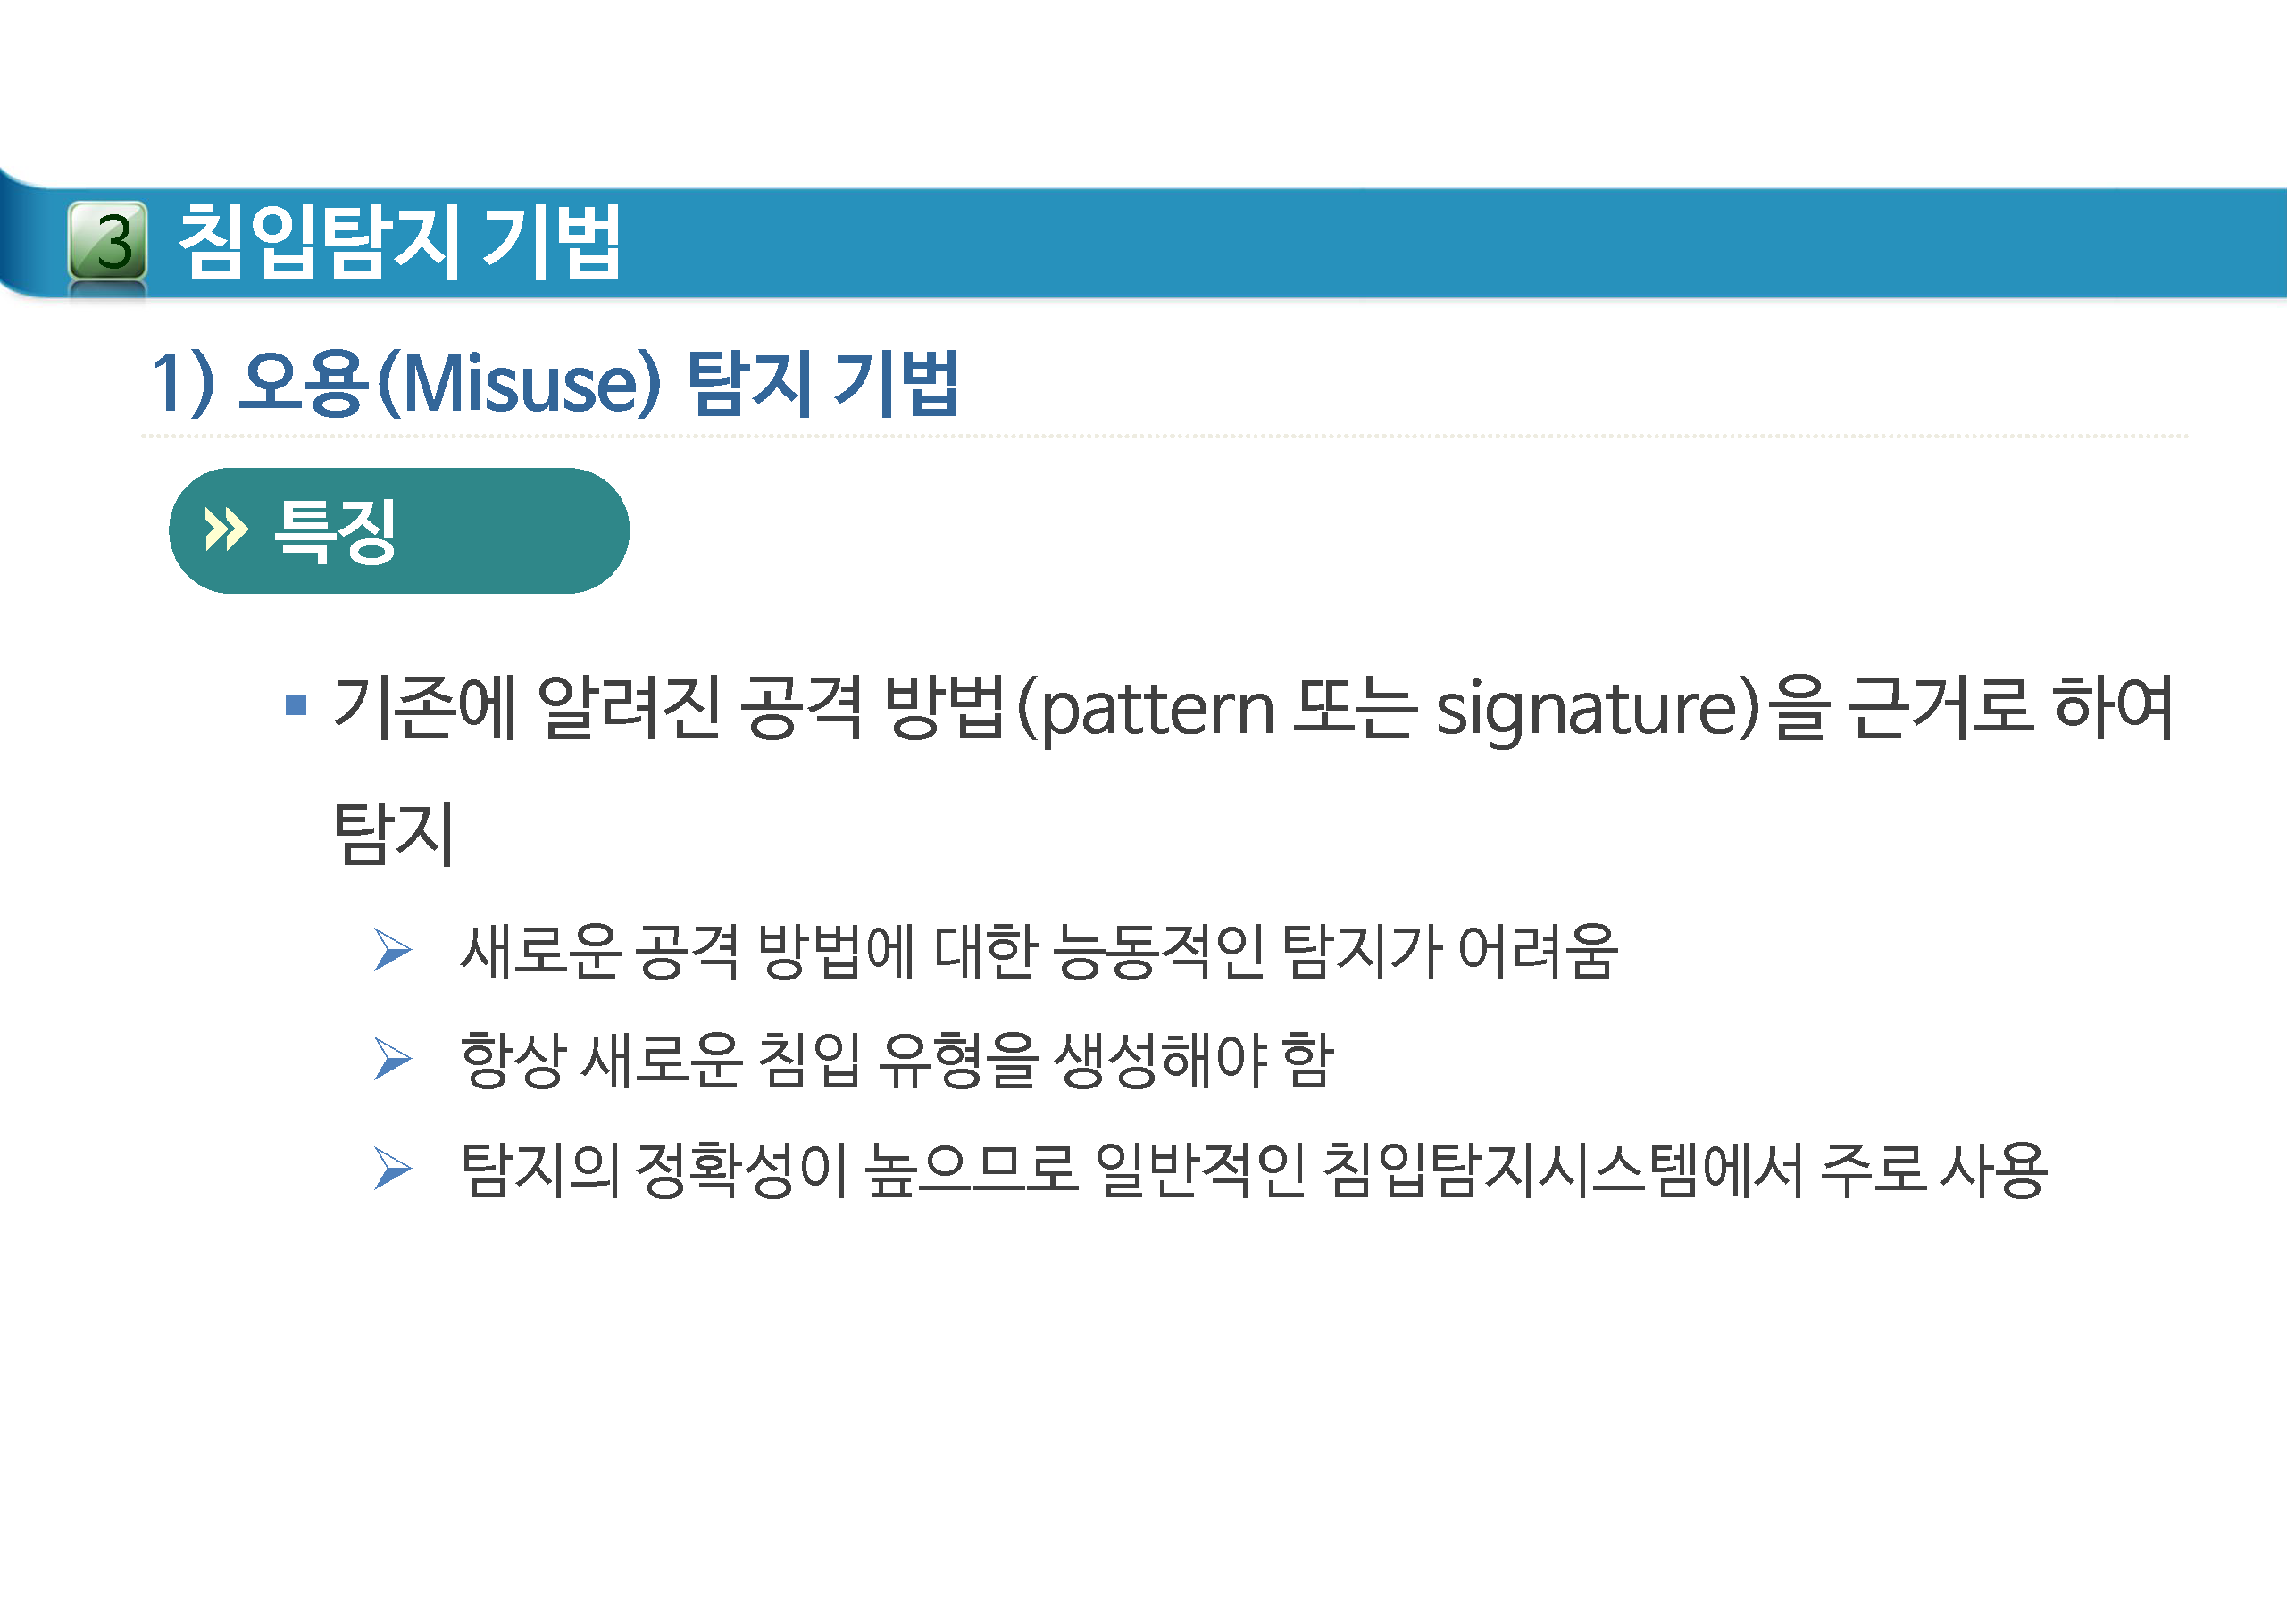 3 침입탐지 기법
1) 오용(Misuse) 탐지 기법
특징
기존에 알려진 공격 방법(pattern 또는 signature)을 근거로 하여
탐지
새로운 공격 방법에 대한 능동적인 탐지가 어려움
항상 새로운 침입 유형을 생성해야 함
탐지의 정확성이 높으므로 일반적인 침입탐지시스템에서 주로 사용